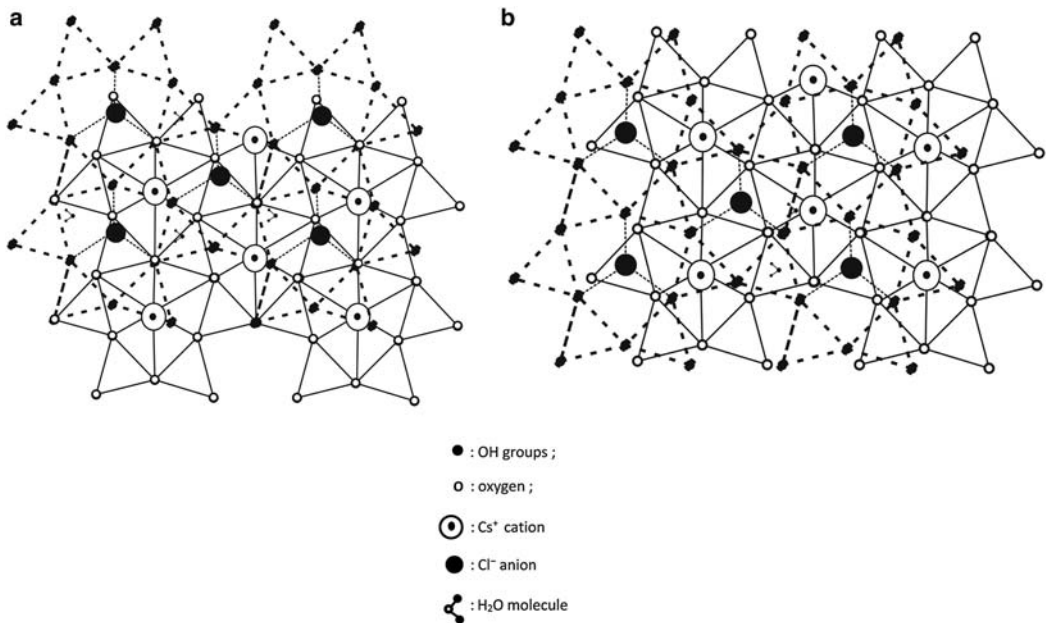 a
b
: OH groups ;
: oxygen ;
: Cs⁺ cation
: Cl⁻ anion
: H₂O molecule